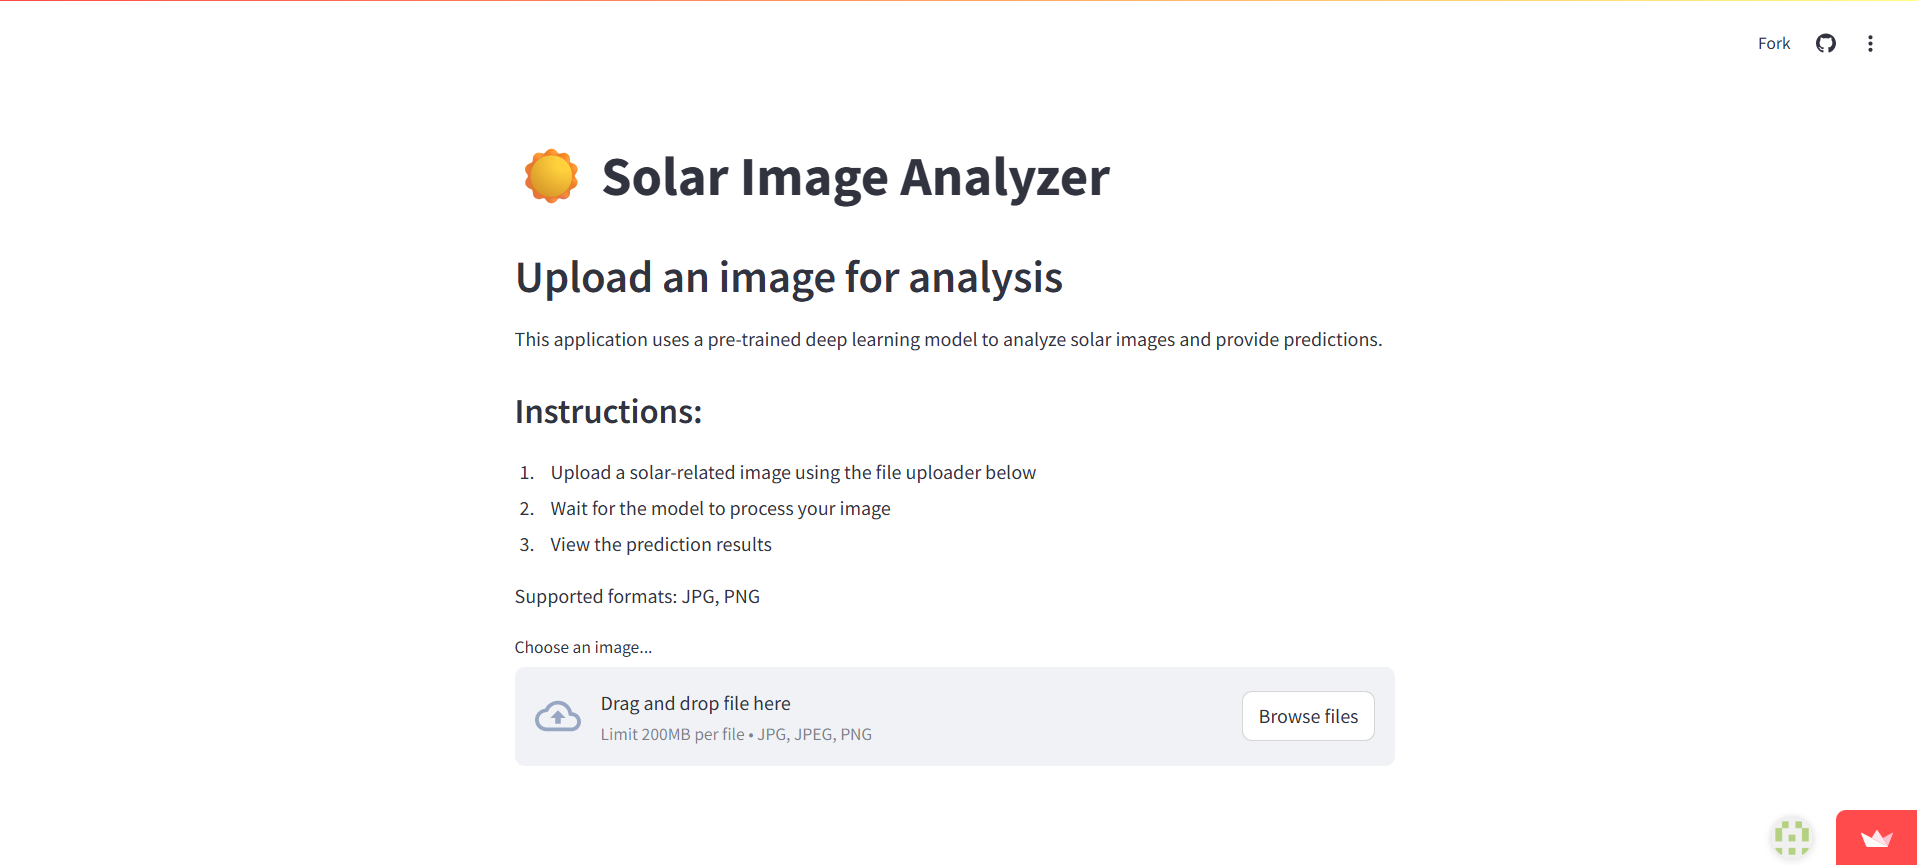 Fork
Solar Image Analyzer
Upload an image for analysis
This application uses a pre-trained deep learning model to analyze solar images and provide predictions.
Instructions:
1. Upload a solar-related image using the file uploader below
2. Wait for the model to process your image
3. View the prediction results
Supported formats: JPG, PNG
Choose an image...
Drag and drop file here
Limit 200MB per file • JPG, JPEG, PNG
Browse files